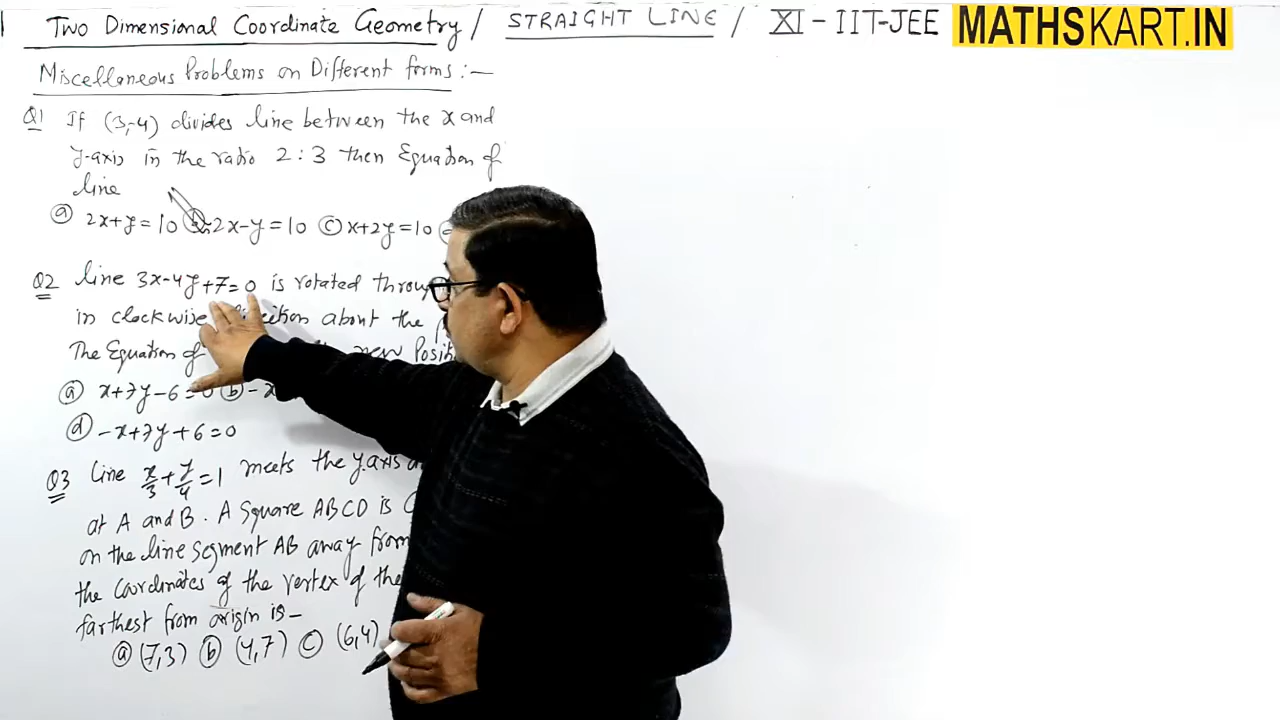 Two Dimensional Coordinate Geometry / STRAIGHT LINE / XI - IIT-JEE MATHSKART.IN
Miscellaneous Problems on Different forms :-
Q1 If (3,-4) divides line between the x and
y-axis in the ratio 2:3 then Equation of
line
(a) 2x+y=10 (b) 2x-y=10 (c) x+2y=10
Q2 line 3x-4y+7=0 is rotated
in clockwise direction about the
The Equation of new
(a) x+7y-6=0 (b)
(d) -x+7y+6=0
Q3 line x/3+y/4=1 meets the y.axis
at A and B. A Square ABCD is
on the line segment AB away from
the coordinates of the vertex of the
farthest from origin is-
(a) (7,3) (b) (4,7) (c) (6,4)